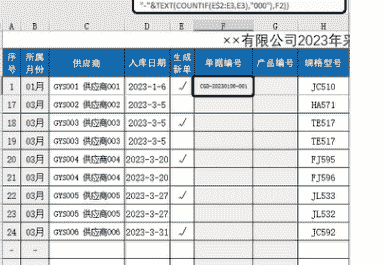 "-"&TEXT(COUNTIF(E$2:E3,E3),"000"),F2))
A B C D E F G H
××有限公司2023年采
序号 所属月份 供应商 入库日期 生成新单 单据编号 产品编号 规格型号
1 01月 GYS001 供应商001 2023-1-6 ✓ CGD-20230106-001 JC510
17 03月 GYS002 供应商002 2023-3-5 HA571
18 03月 GYS003 供应商003 2023-3-5 ✓ TE517
19 03月 GYS003 供应商003 2023-3-5 TE517
20 03月 GYS004 供应商004 2023-3-20 ✓ FJ595
21 03月 GYS004 供应商004 2023-3-20 FJ596
22 03月 GYS005 供应商005 2023-3-27 ✓ JL533
23 03月 GYS005 供应商005 2023-3-27 JL532
24 03月 GYS006 供应商006 2023-3-31 ✓ JC592